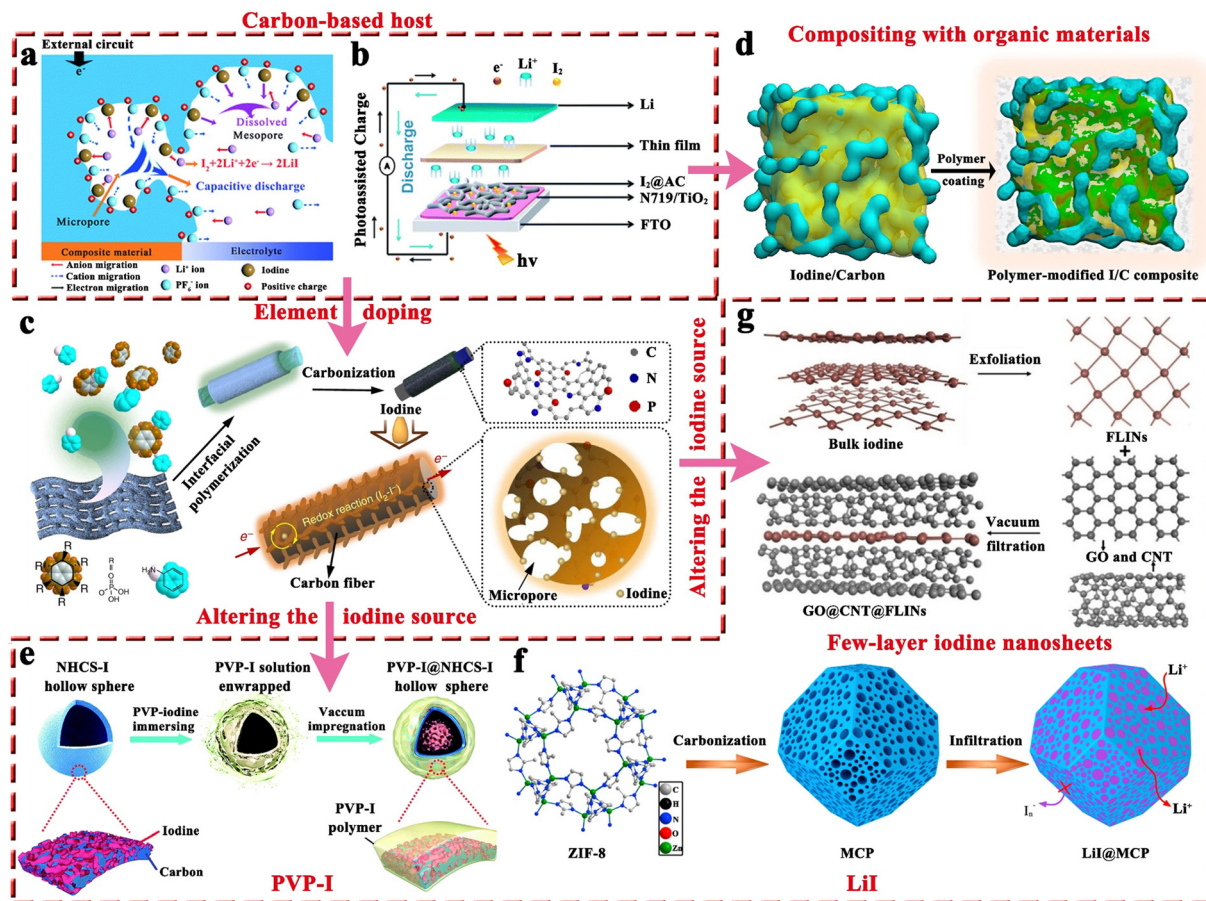 Carbon-based host
a
External circuit
e-
Dissolved
Mesopore
I₂+2Li⁺+2e⁻→ 2LiI
Capacitive discharge
Micropore
Composite material
Electrolyte
Anion migration
Cation migration
Electron migration
Li⁺ ion
PF₆⁻ ion
Iodine
Positive charge
b
Photoassisted Charge
Discharge
A
e-
Li⁺
I₂
Li
Thin film
I₂@AC
N719/TiO₂
FTO
hv
d
Compositing with organic materials
Polymer
coating
Iodine/Carbon
Polymer-modified I/C composite
Element doping
c
Interfacial
polymerization
Carbonization
C
N
P
Iodine
e⁻
Redox reaction (I₂-I⁻)
e⁻
Carbon fiber
Micropore
Iodine
R
R
R
R
R
R
R
=
O
P
OH
OH
H₂N
Altering the iodine source
Altering the iodine source
g
Exfoliation
Bulk iodine
FLINs
+
Vacuum
filtration
GO and CNT
GO@CNT@FLINs
Few-layer iodine nanosheets
e
NHCS-I
hollow sphere
PVP-iodine
immersing
PVP-I solution
enwrapped
Vaccum
impregnation
PVP-I@NHCS-I
hollow sphere
Iodine
Carbon
PVP-I
polymer
PVP-I
f
C
H
N
O
Zn
ZIF-8
Carbonization
MCP
Infiltration
Li⁺
Li⁺
Iₙ⁻
LiI@MCP
LiI